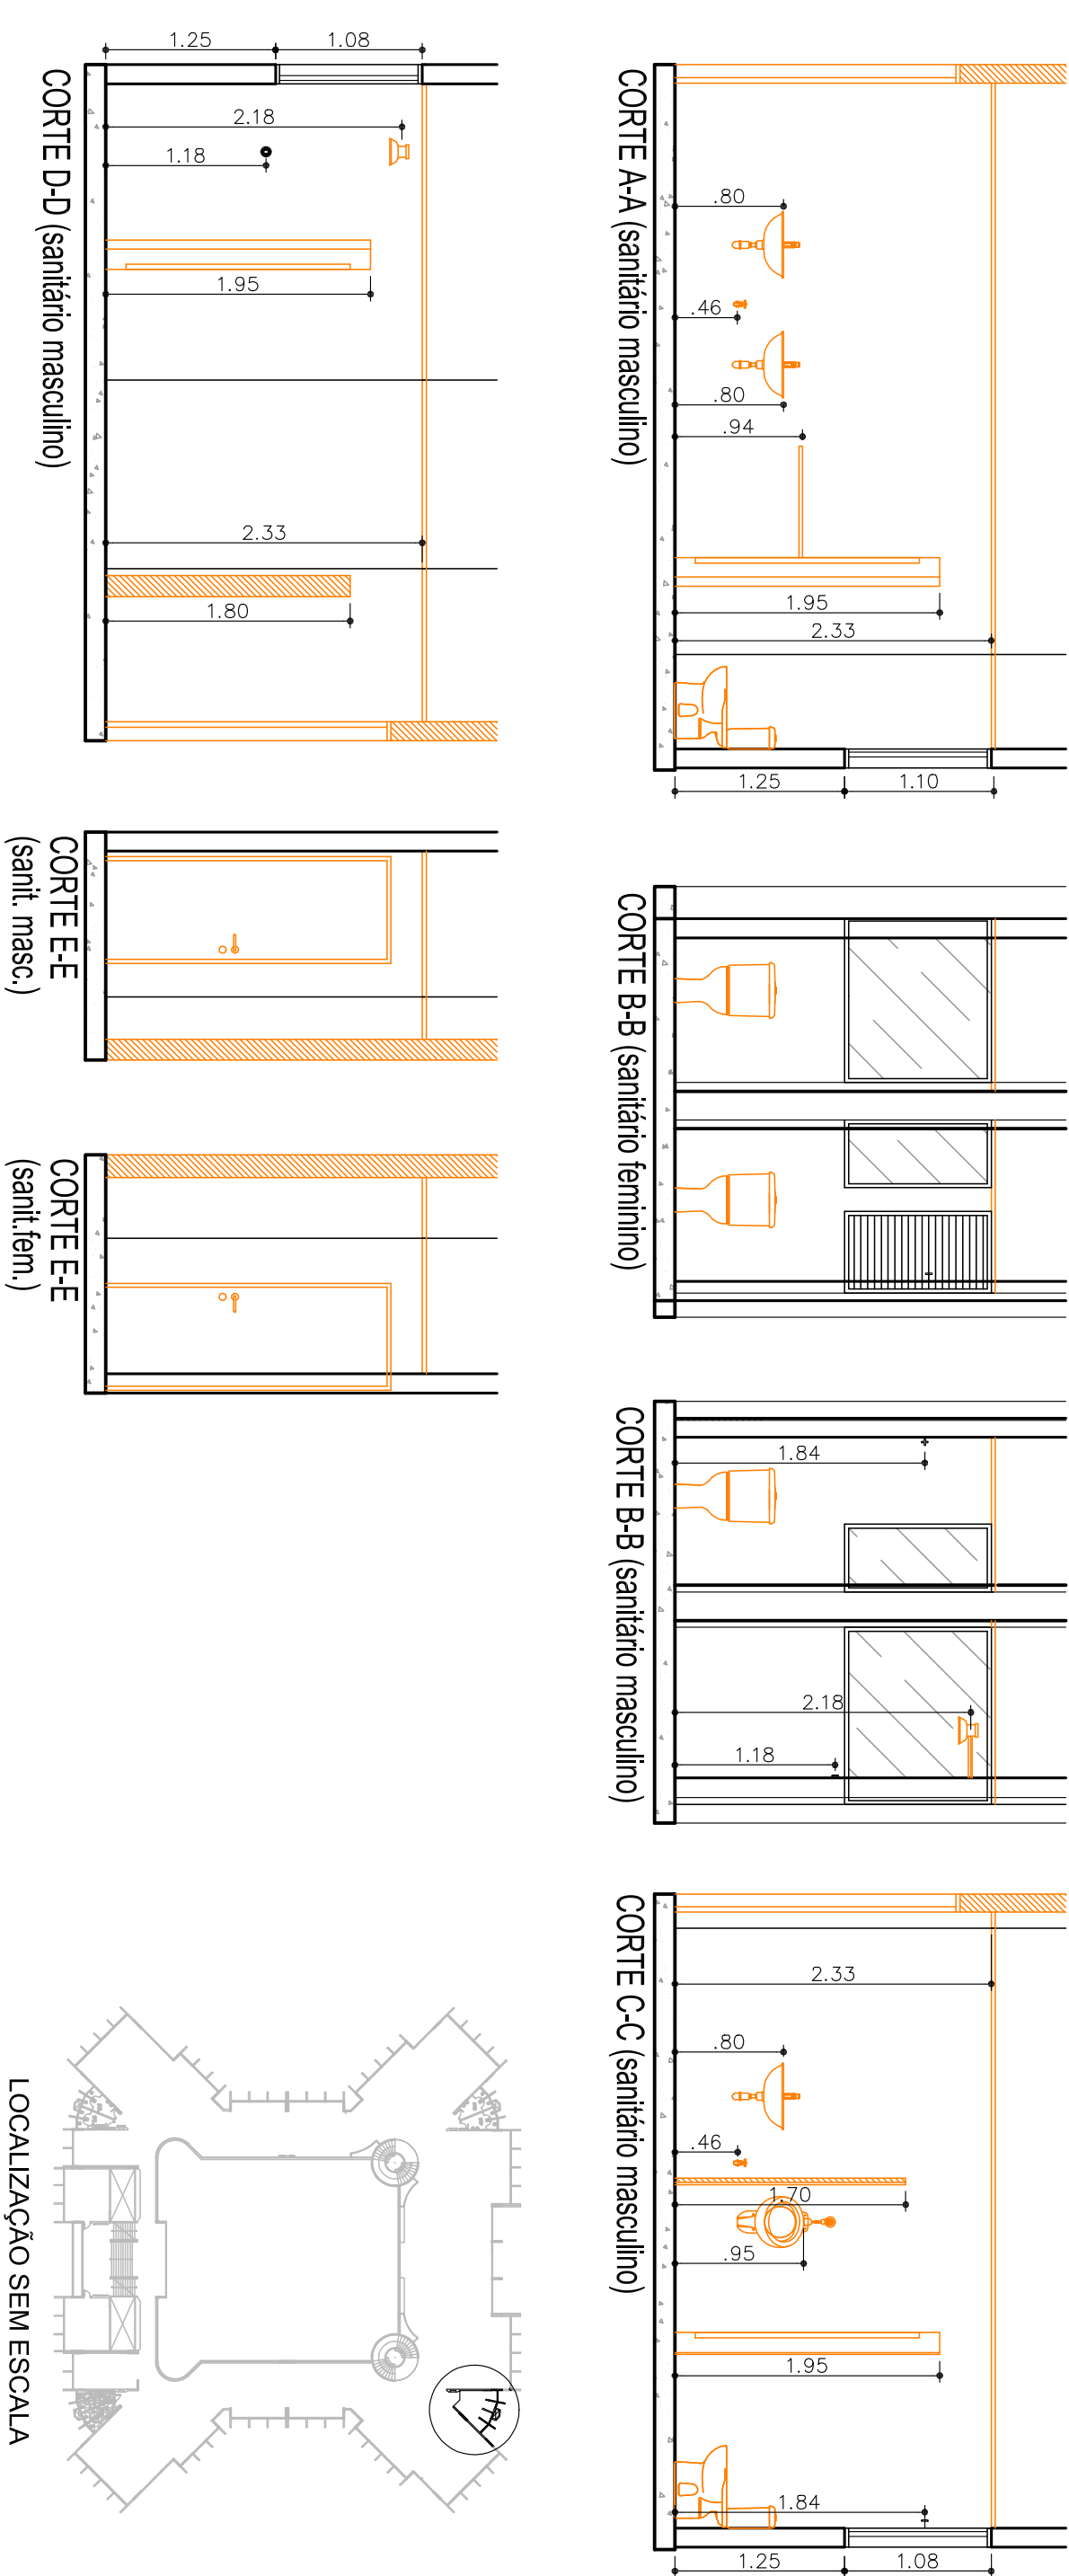 .80
.46
.80
.94
1.95
2.33
1.25
1.10
CORTE A-A (sanitário masculino)
CORTE B-B (sanitário feminino)
1.84
2.18
1.18
CORTE B-B (sanitário masculino)
2.33
.80
.46
1.70
.95
1.95
1.84
1.25
1.08
CORTE C-C (sanitário masculino)
1.25
1.08
2.18
1.18
1.95
2.33
1.80
CORTE D-D (sanitário masculino)
CORTE E-E
(sanit. masc.)
CORTE E-E
(sanit.fem.)
LOCALIZAÇÃO SEM ESCALA